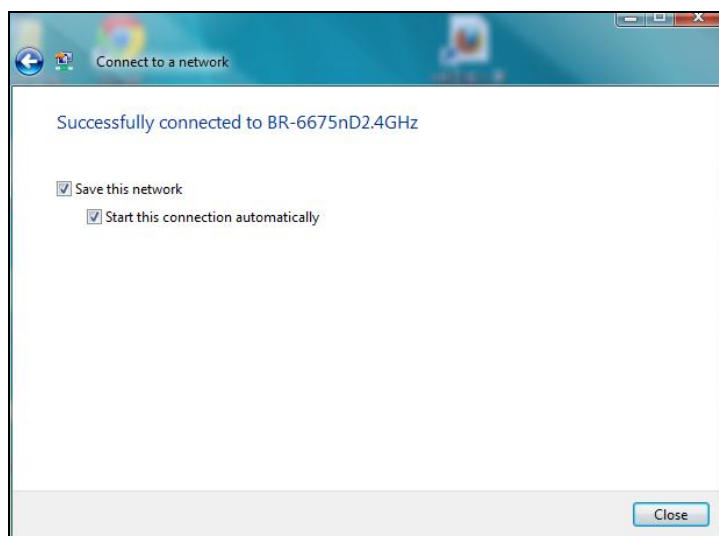 Connect to a network
Successfully connected to BR-6675nD2.4GHz
Save this network
Start this connection automatically
Close